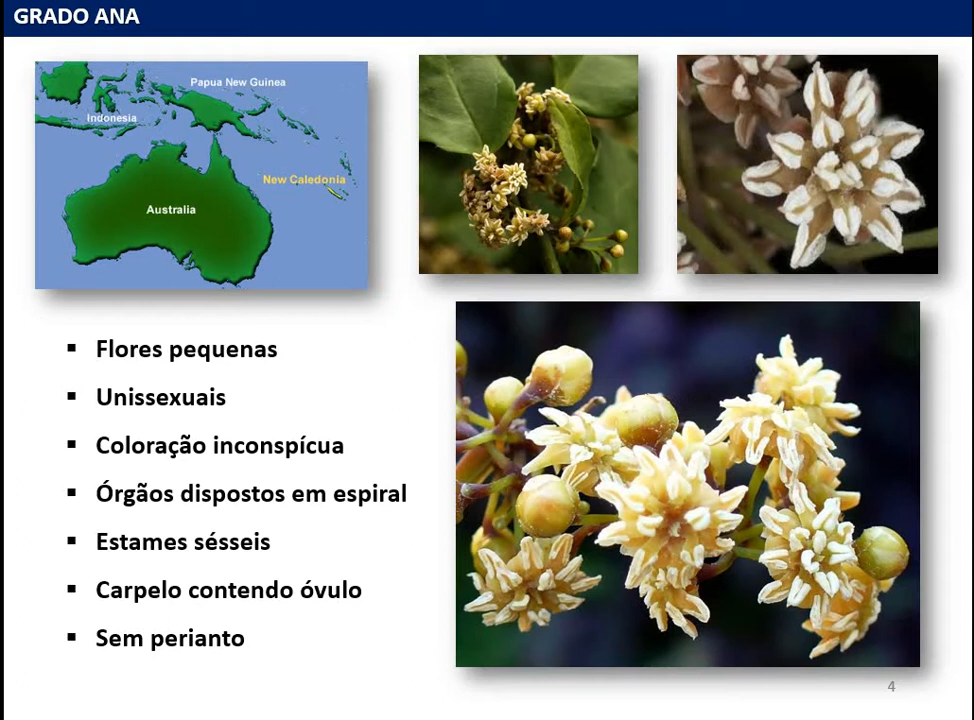 GRADO ANA
Papua New Guinea
Indonesia
New Caledonia
Australia
▪ Flores pequenas
▪ Unissexuais
▪ Coloração inconspícua
▪ Órgãos dispostos em espiral
▪ Estames sésseis
▪ Carpelo contendo óvulo
▪ Sem perianto
4